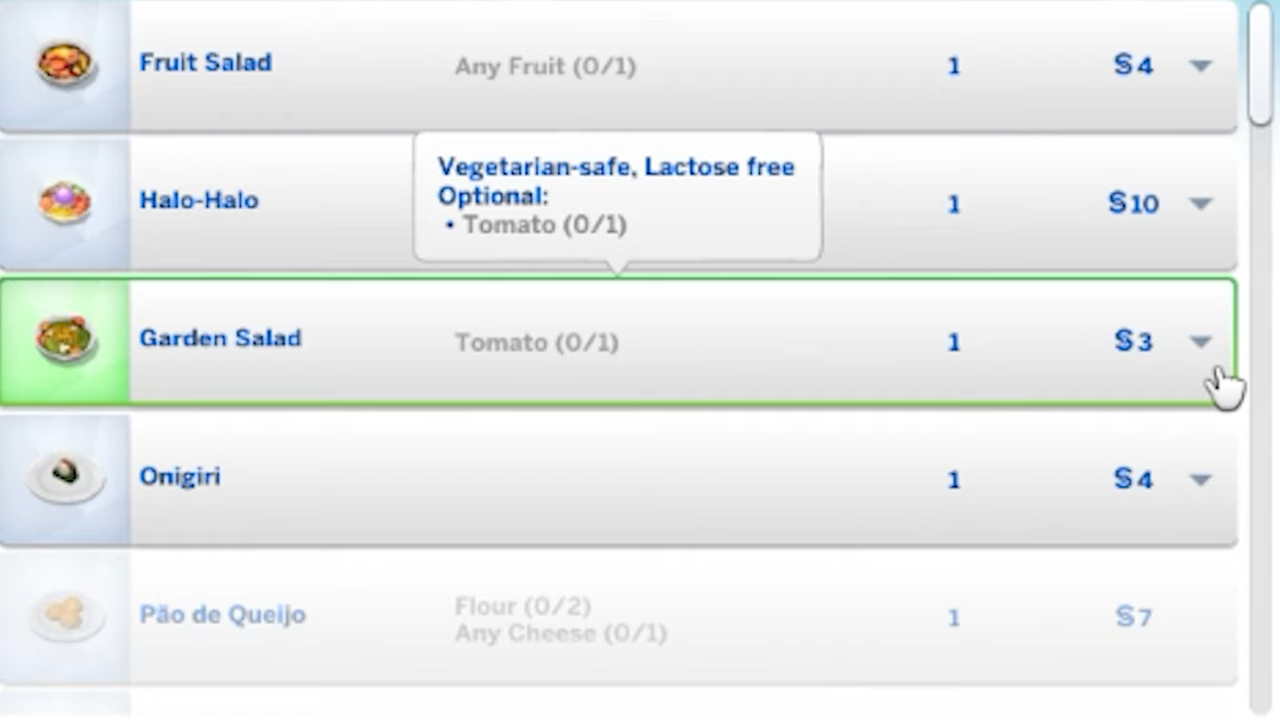 Fruit Salad Any Fruit (0/1) 1 §4
Vegetarian-safe, Lactose free
Optional:
• Tomato (0/1)
Halo-Halo 1 §10
Garden Salad Tomato (0/1) 1 §3
Onigiri 1 §4
Pão de Queijo Flour (0/2) 1 §7
Any Cheese (0/1)